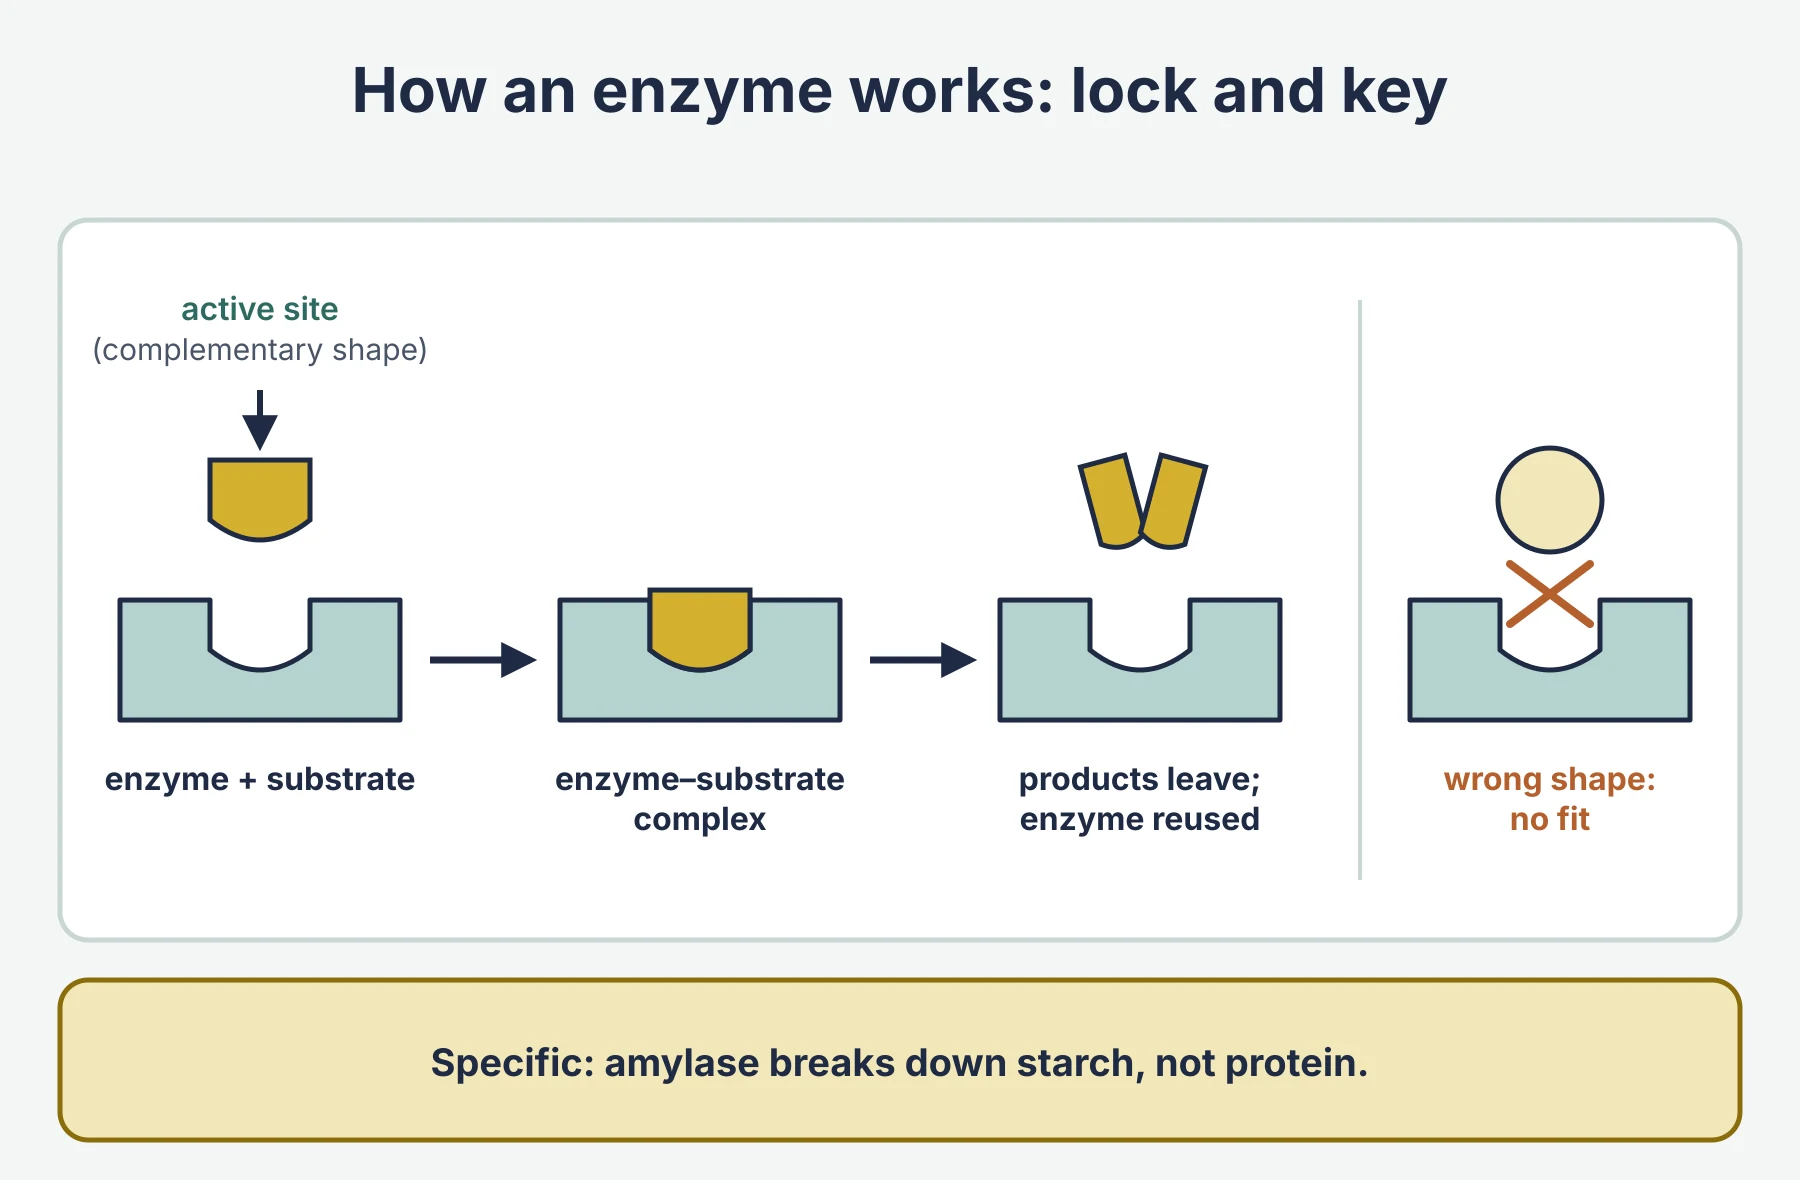 How an enzyme works: lock and key
active site
(complementary shape)
enzyme + substrate
enzyme–substrate
complex
products leave;
enzyme reused
wrong shape:
no fit
Specific: amylase breaks down starch, not protein.